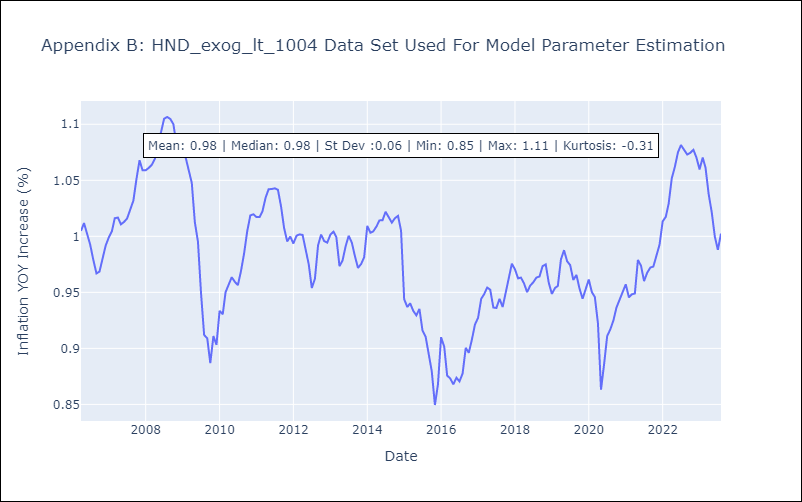 Appendix B: HND_exog_lt_1004 Data Set Used For Model Parameter Estimation
Mean: 0.98 | Median: 0.98 | St Dev :0.06 | Min: 0.85 | Max: 1.11 | Kurtosis: -0.31
Inflation YOY Increase (%)
1.1
1.05
1
0.95
0.9
0.85
2008 2010 2012 2014 2016 2018 2020 2022
Date